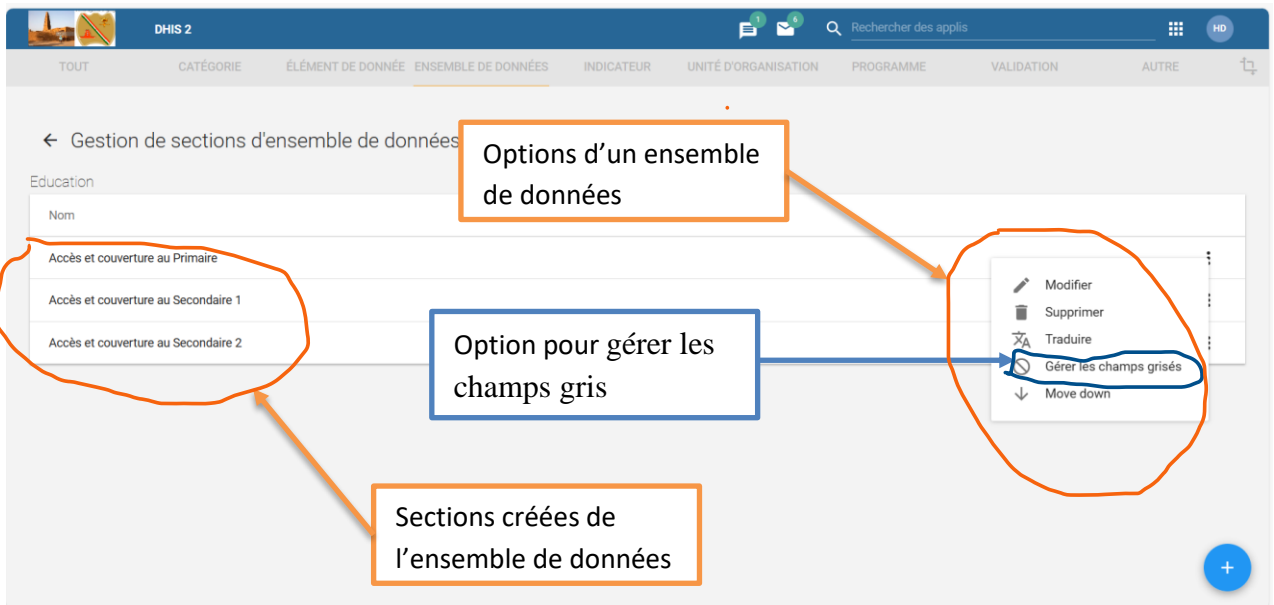 DHIS 2
1
6
Rechercher des applis
HD
TOUT CATÉGORIE ÉLÉMENT DE DONNÉE ENSEMBLE DE DONNÉES INDICATEUR UNITÉ D'ORGANISATION PROGRAMME VALIDATION AUTRE
Gestion de sections d'ensemble de données
Options d'un ensemble
de données
Education
Nom
Accès et couverture au Primaire
Accès et couverture au Secondaire 1
Accès et couverture au Secondaire 2
Modifier
Supprimer
Traduire
Gérer les champs grisés
Move down
Option pour gérer les
champs gris
Sections créées de
l'ensemble de données
+